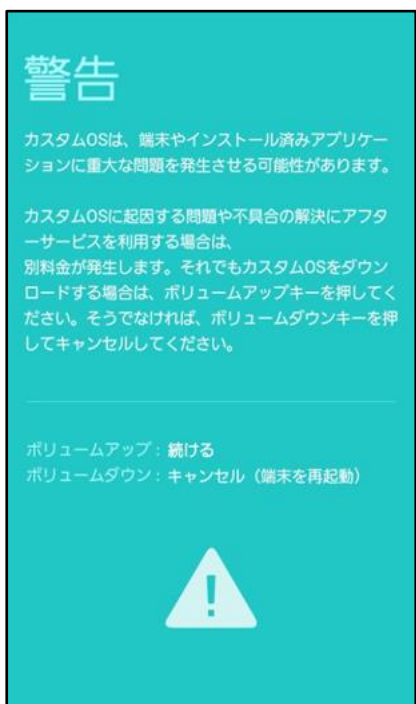 警告
カスタムOSは、端末やインストール済みアプリケー
ションに重大な問題を発生させる可能性があります。
カスタムOSに起因する問題や不具合の解決にアフタ
ーサービスを利用する場合は、
別料金が発生します。それでもカスタムOSをダウン
ロードする場合は、ボリュームアップキーを押してく
ださい。そうでなければ、ボリュームダウンキーを押
してキャンセルしてください。
ボリュームアップ：続ける
ボリュームダウン：キャンセル（端末を再起動）